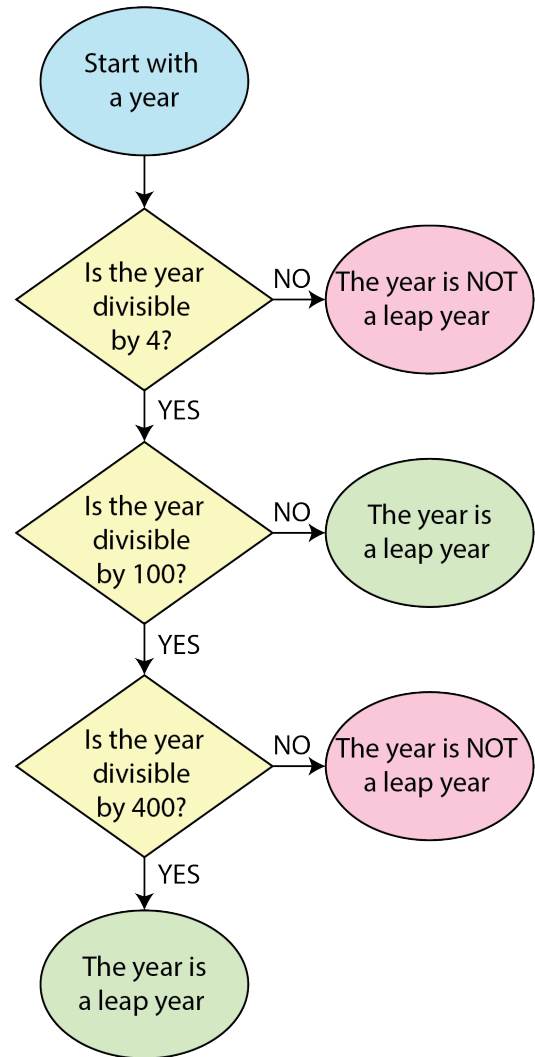 Start with
a year
Is the year
divisible
by 4?
NO
The year is NOT
a leap year
YES
Is the year
divisible
by 100?
NO
The year is
a leap year
YES
Is the year
divisible
by 400?
NO
The year is NOT
a leap year
YES
The year is
a leap year